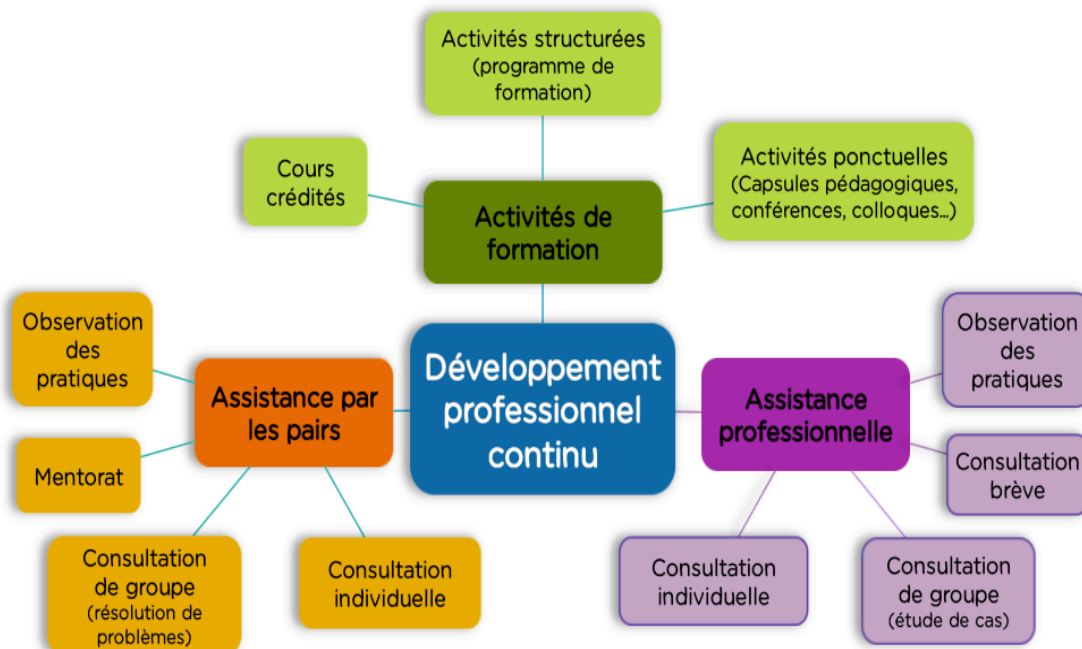 Activités structurées
(programme de
formation)
Cours
crédités
Activités ponctuelles
(Capsules pédagogiques,
conférences, colloques...)
Activités de
formation
Observation
des
pratiques
Assistance par
les pairs
Mentorat
Consultation
de groupe
(résolution de
problèmes)
Consultation
individuelle
Développement
professionnel
continu
Assistance
professionnelle
Observation
des
pratiques
Consultation
brève
Consultation
individuelle
Consultation
de groupe
(étude de cas)